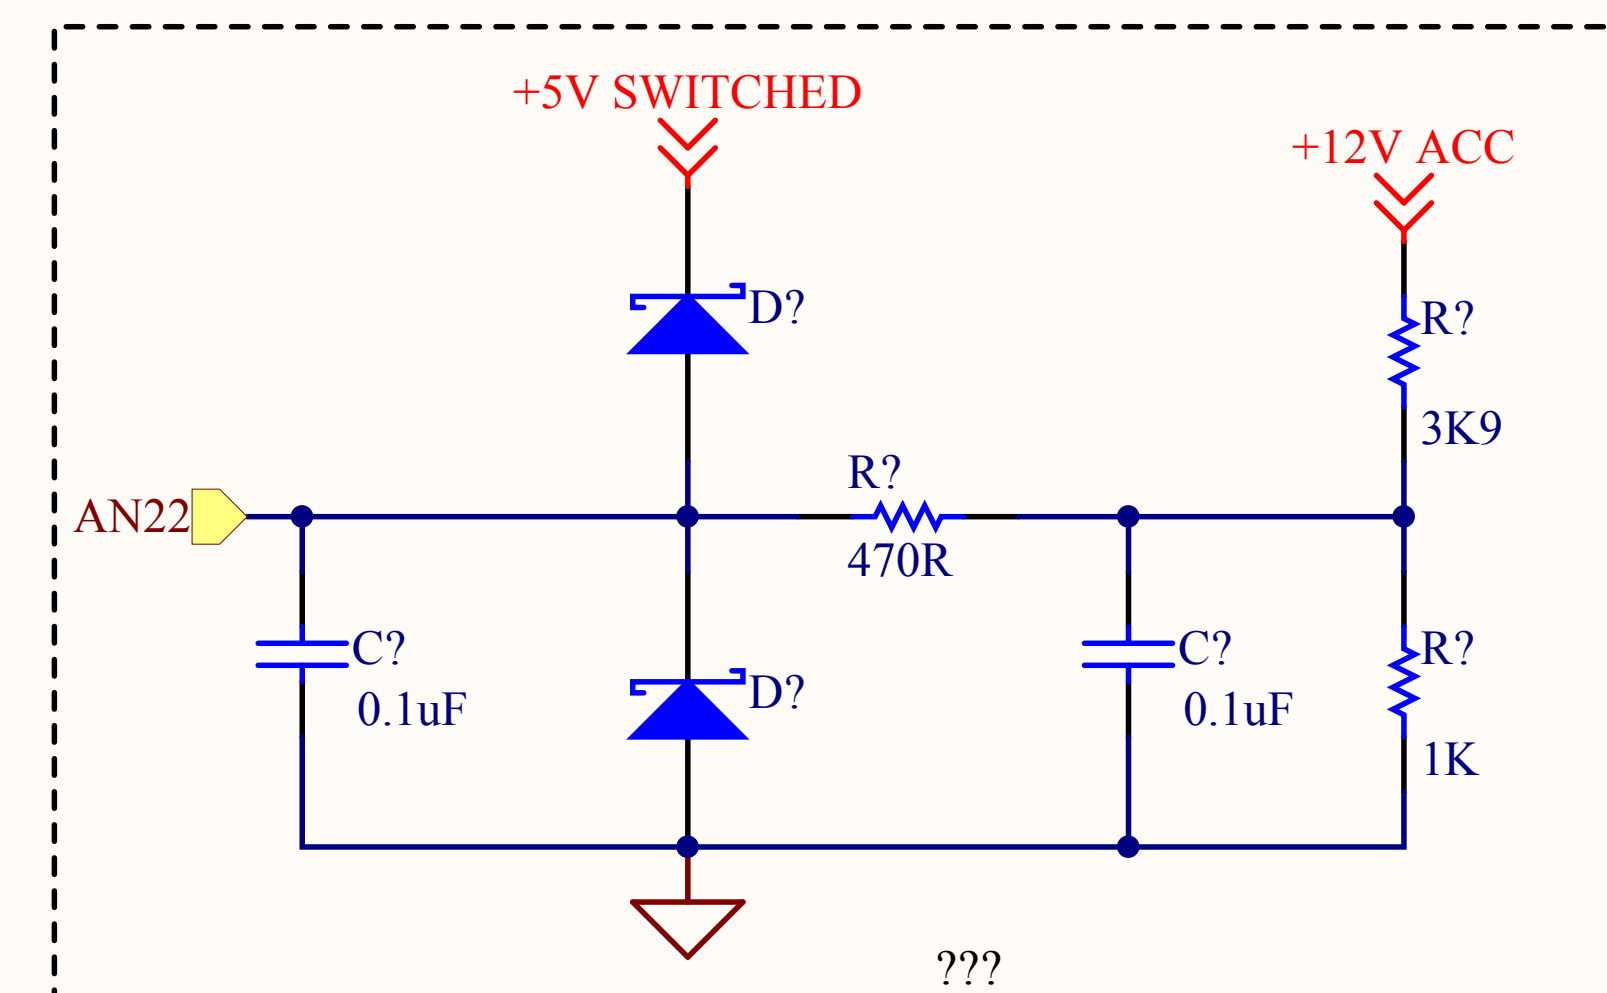 +5V SWITCHED
+12V ACC
D?
R?
3K9
R?
AN22
470R
C?
0.1uF
D?
C?
0.1uF
R?
1K
???